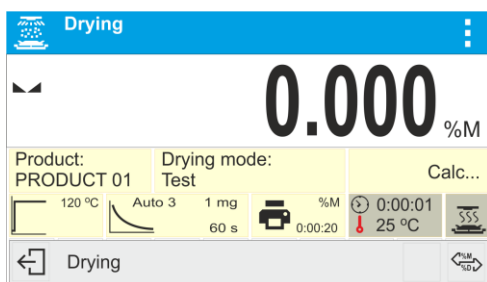 Drying
0.000 %M
Product: Drying mode:
PRODUCT 01 Test Calc...
120 ºC Auto 3 1 mg %M 0:00:01
60 s 0:00:20 25 ºC
Drying %M
%D